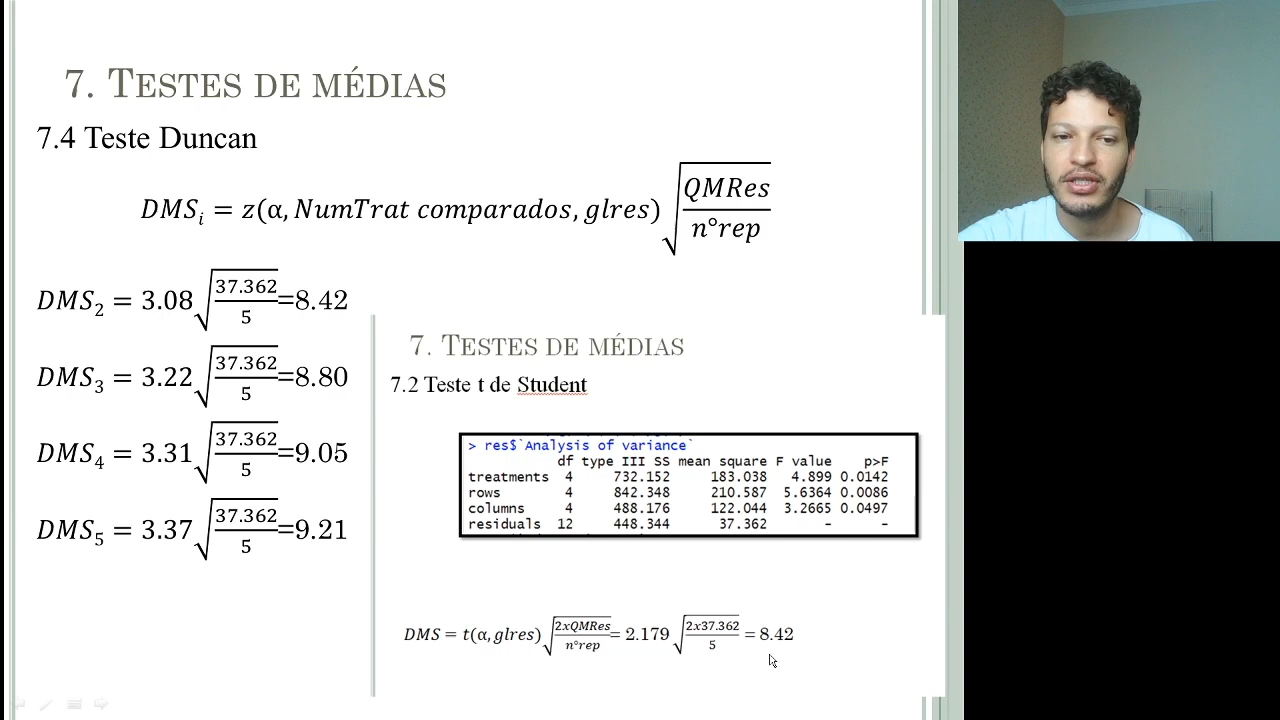 7. TESTES DE MÉDIAS
7.4 Teste Duncan
DMSᵢ = z(α, NumTrat comparados, glres) √(QMRes / n°rep)
DMS₂ = 3.08 √(37.362 / 5)=8.42
DMS₃ = 3.22 √(37.362 / 5)=8.80
DMS₄ = 3.31 √(37.362 / 5)=9.05
DMS₅ = 3.37 √(37.362 / 5)=9.21
7. TESTES DE MÉDIAS
7.2 Teste t de Student
> res$`Analysis of variance`
df type III SS mean square F value p>F
treatments 4 732.152 183.038 4.899 0.0142
rows 4 842.348 210.587 5.6364 0.0086
columns 4 488.176 122.044 3.2665 0.0497
residuals 12 448.344 37.362 - -
DMS = t(α, glres) √(2xQMRes / n°rep)= 2.179 √(2x37.362 / 5) = 8.42